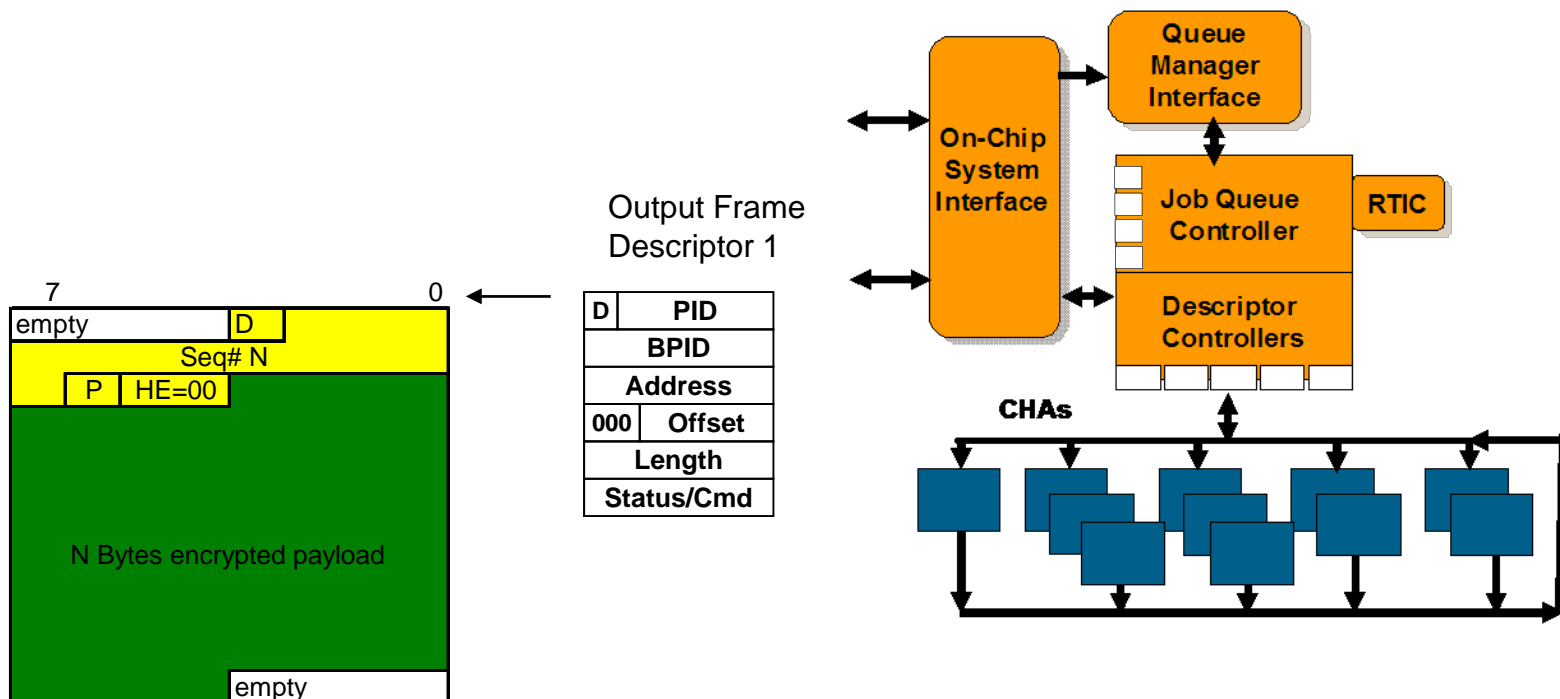 7 0
empty D
Seq# N
P HE=00
N Bytes encrypted payload
empty
Output Frame
Descriptor 1
D PID
BPID
Address
000 Offset
Length
Status/Cmd
On-Chip
System
Interface
Queue
Manager
Interface
Job Queue
Controller
RTIC
Descriptor
Controllers
CHAs